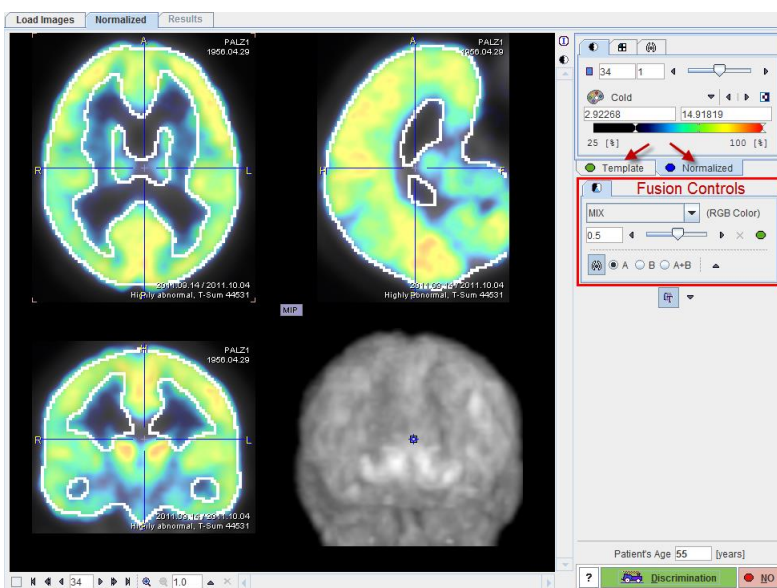 Load Images Normalized Results
A
PALZ1
1956.04.29
R L
2011.09.14 / 2011.10.04
Highly abnormal, T-Sum 44531
A
PALZ1
1956.04.29
H F
2011.09.14 / 2011.10.04
Highly abnormal, T-Sum 44531
MIP
H
PALZ1
1956.04.29
R L
2011.09.14 / 2011.10.04
Highly abnormal, T-Sum 44531
34 1.0
34 1
Cold
2.92268 14.91819
25 [%] 100 [%]
Template Normalized
Fusion Controls
MIX (RGB Color)
0.5
A B A+B
Patient's Age 55 [years]
? Discrimination NO